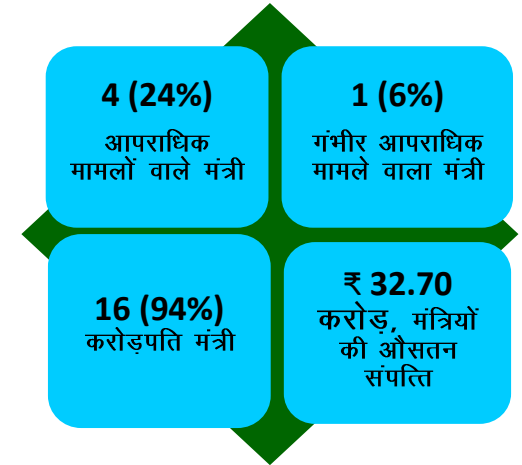 4 (24%)
आपराधिक
मामलों वाले मंत्री
1 (6%)
गंभीर आपराधिक
मामले वाला मंत्री
16 (94%)
करोड़पति मंत्री
₹ 32.70
करोड़, मंत्रियों
की औसतन
संपत्ति